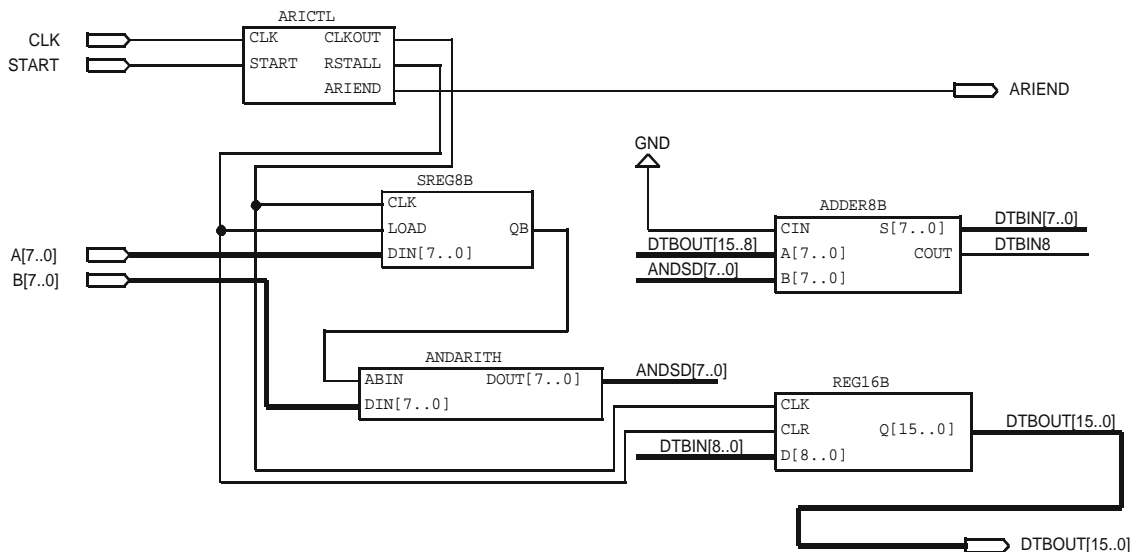 ARICTL
CLK
CLK CLKOUT
START
START RSTALL
ARIEND
ARIEND
GND
SREG8B
CLK
LOAD QB
A[7..0]
DIN[7..0]
B[7..0]
ADDER8B
CIN S[7..0]
DTBIN[7..0]
DTBOUT[15..8]
A[7..0] COUT
DTBIN8
ANDSD[7..0]
B[7..0]
ANDARITH
ABIN DOUT[7..0]
ANDSD[7..0]
DIN[7..0]
REG16B
CLK
CLR Q[15..0]
DTBOUT[15..0]
DTBIN[8..0]
D[8..0]
DTBOUT[15..0]